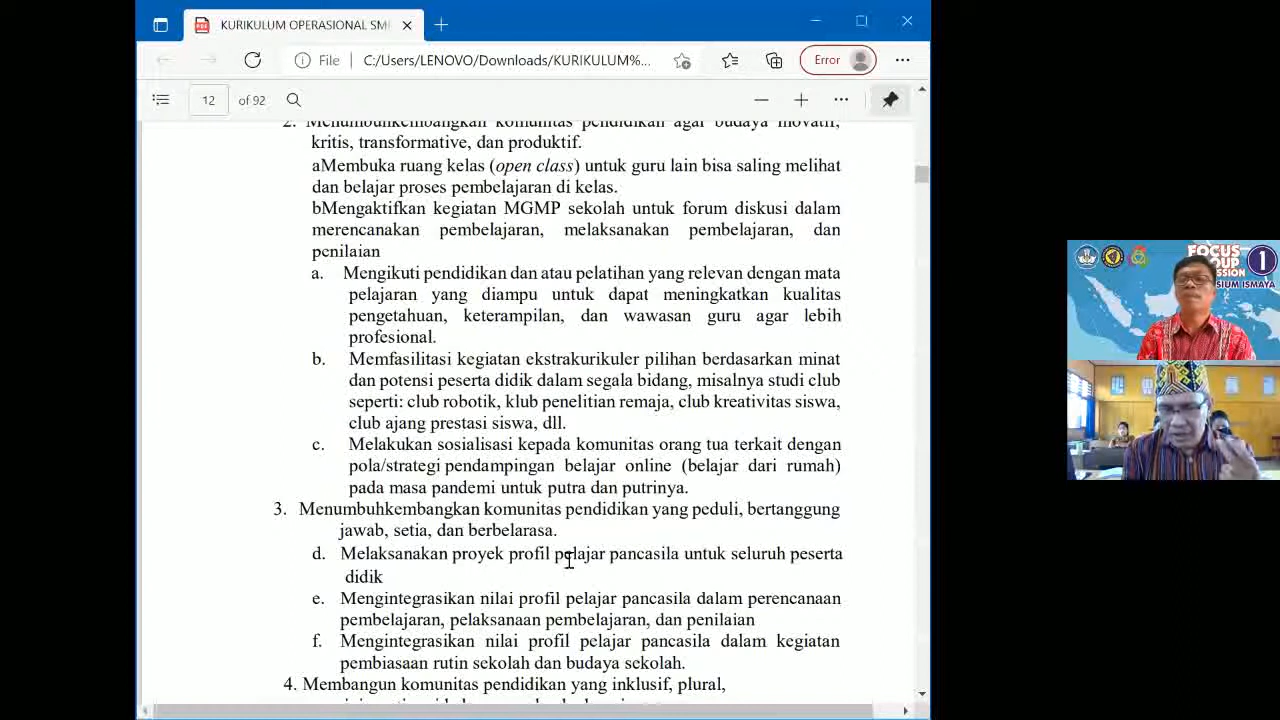 KURIKULUM OPERASIONAL SM
File
C:/Users/LENOVO/Downloads/KURIKULUM%...
Error
12 of 92
2. Menumbuhkembangkan komunitas pendidikan agar budaya inovatif,
kritis, transformative, dan produktif.
aMembuka ruang kelas (open class) untuk guru lain bisa saling melihat
dan belajar proses pembelajaran di kelas.
bMengaktifkan kegiatan MGMP sekolah untuk forum diskusi dalam
merencanakan pembelajaran, melaksanakan pembelajaran, dan
penilaian
a. Mengikuti pendidikan dan atau pelatihan yang relevan dengan mata
pelajaran yang diampu untuk dapat meningkatkan kualitas
pengetahuan, keterampilan, dan wawasan guru agar lebih
profesional.
b. Memfasilitasi kegiatan ekstrakurikuler pilihan berdasarkan minat
dan potensi peserta didik dalam segala bidang, misalnya studi club
seperti: club robotik, klub penelitian remaja, club kreativitas siswa,
club ajang prestasi siswa, dll.
c. Melakukan sosialisasi kepada komunitas orang tua terkait dengan
pola/strategi pendampingan belajar online (belajar dari rumah)
pada masa pandemi untuk putra dan putrinya.
3. Menumbuhkembangkan komunitas pendidikan yang peduli, bertanggung
jawab, setia, dan berbelarasa.
d. Melaksanakan proyek profil pelajar pancasila untuk seluruh peserta
didik
e. Mengintegrasikan nilai profil pelajar pancasila dalam perencanaan
pembelajaran, pelaksanaan pembelajaran, dan penilaian
f. Mengintegrasikan nilai profil pelajar pancasila dalam kegiatan
pembiasaan rutin sekolah dan budaya sekolah.
4. Membangun komunitas pendidikan yang inklusif, plural,
FOCUS
1